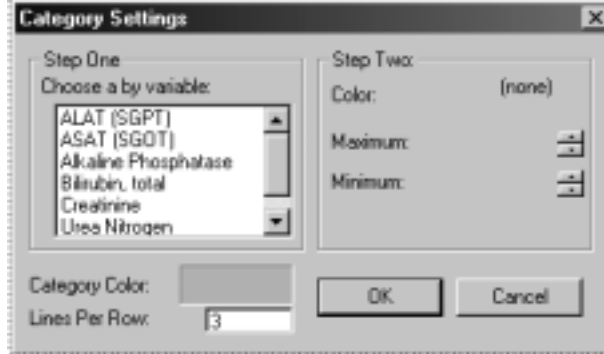 Category Settings
Step One
Choose a by variable:
ALAT (SGPT)
ASAT (SGOT)
Alkaline Phosphatase
Bilirubin, total
Creatinine
Urea Nitrogen
Step Two:
Color: (none)
Maximum:
Minimum:
Category Color:
Lines Per Row: 3
OK Cancel